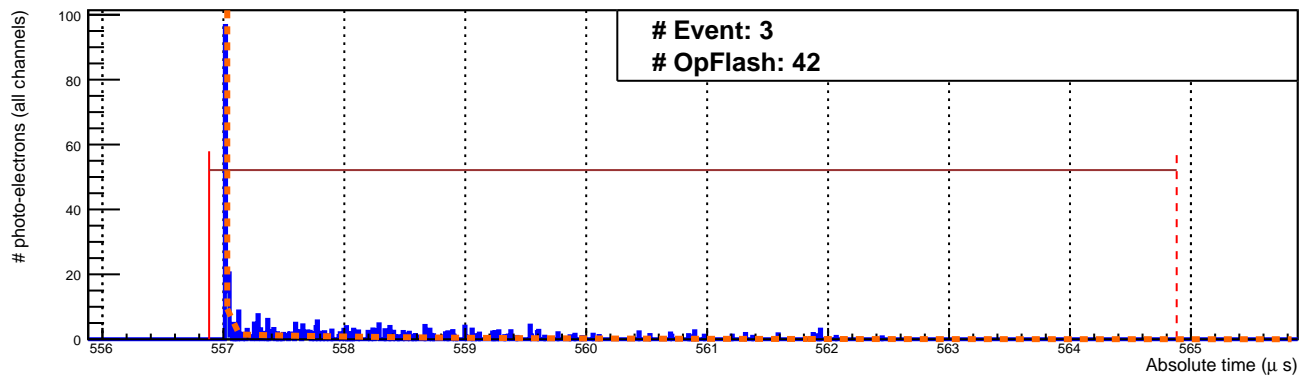 # Event: 3
# OpFlash: 42
# photo-electrons (all channels)
100
80
60
40
20
0
556 557 558 559 560 561 562 563 564 565
Absolute time (μ s)